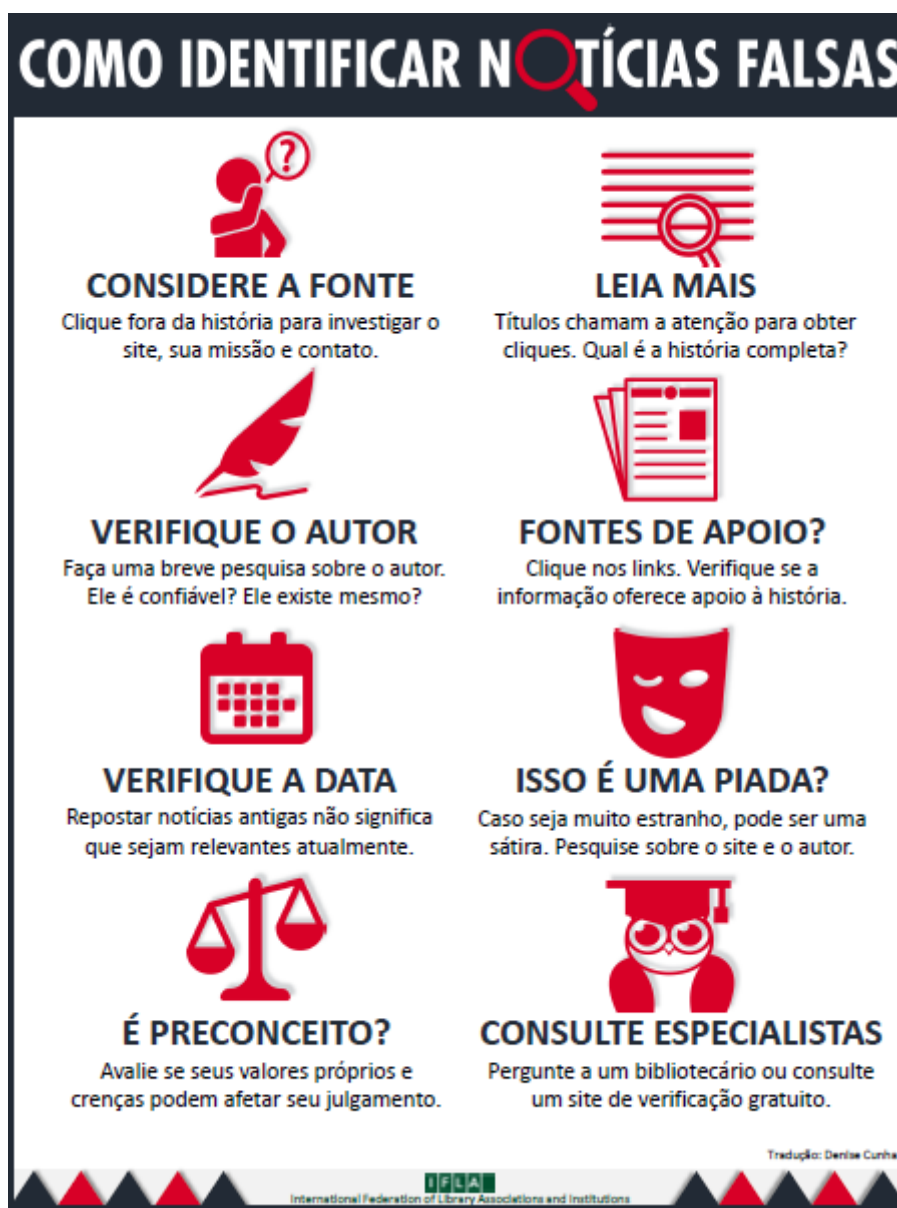 COMO IDENTIFICAR NOTÍCIAS FALSAS
CONSIDERE A FONTE
Clique fora da história para investigar o
site, sua missão e contato.
LEIA MAIS
Títulos chamam a atenção para obter
cliques. Qual é a história completa?
VERIFIQUE O AUTOR
Faça uma breve pesquisa sobre o autor.
Ele é confiável? Ele existe mesmo?
FONTES DE APOIO?
Clique nos links. Verifique se a
informação oferece apoio à história.
VERIFIQUE A DATA
Repostar notícias antigas não significa
que sejam relevantes atualmente.
ISSO É UMA PIADA?
Caso seja muito estranho, pode ser uma
sátira. Pesquise sobre o site e o autor.
É PRECONCEITO?
Avalie se seus valores próprios e
crenças podem afetar seu julgamento.
CONSULTE ESPECIALISTAS
Pergunte a um bibliotecário ou consulte
um site de verificação gratuito.
Tradução: Denise Cunha
IFLA
International Federation of Library Associations and Institutions